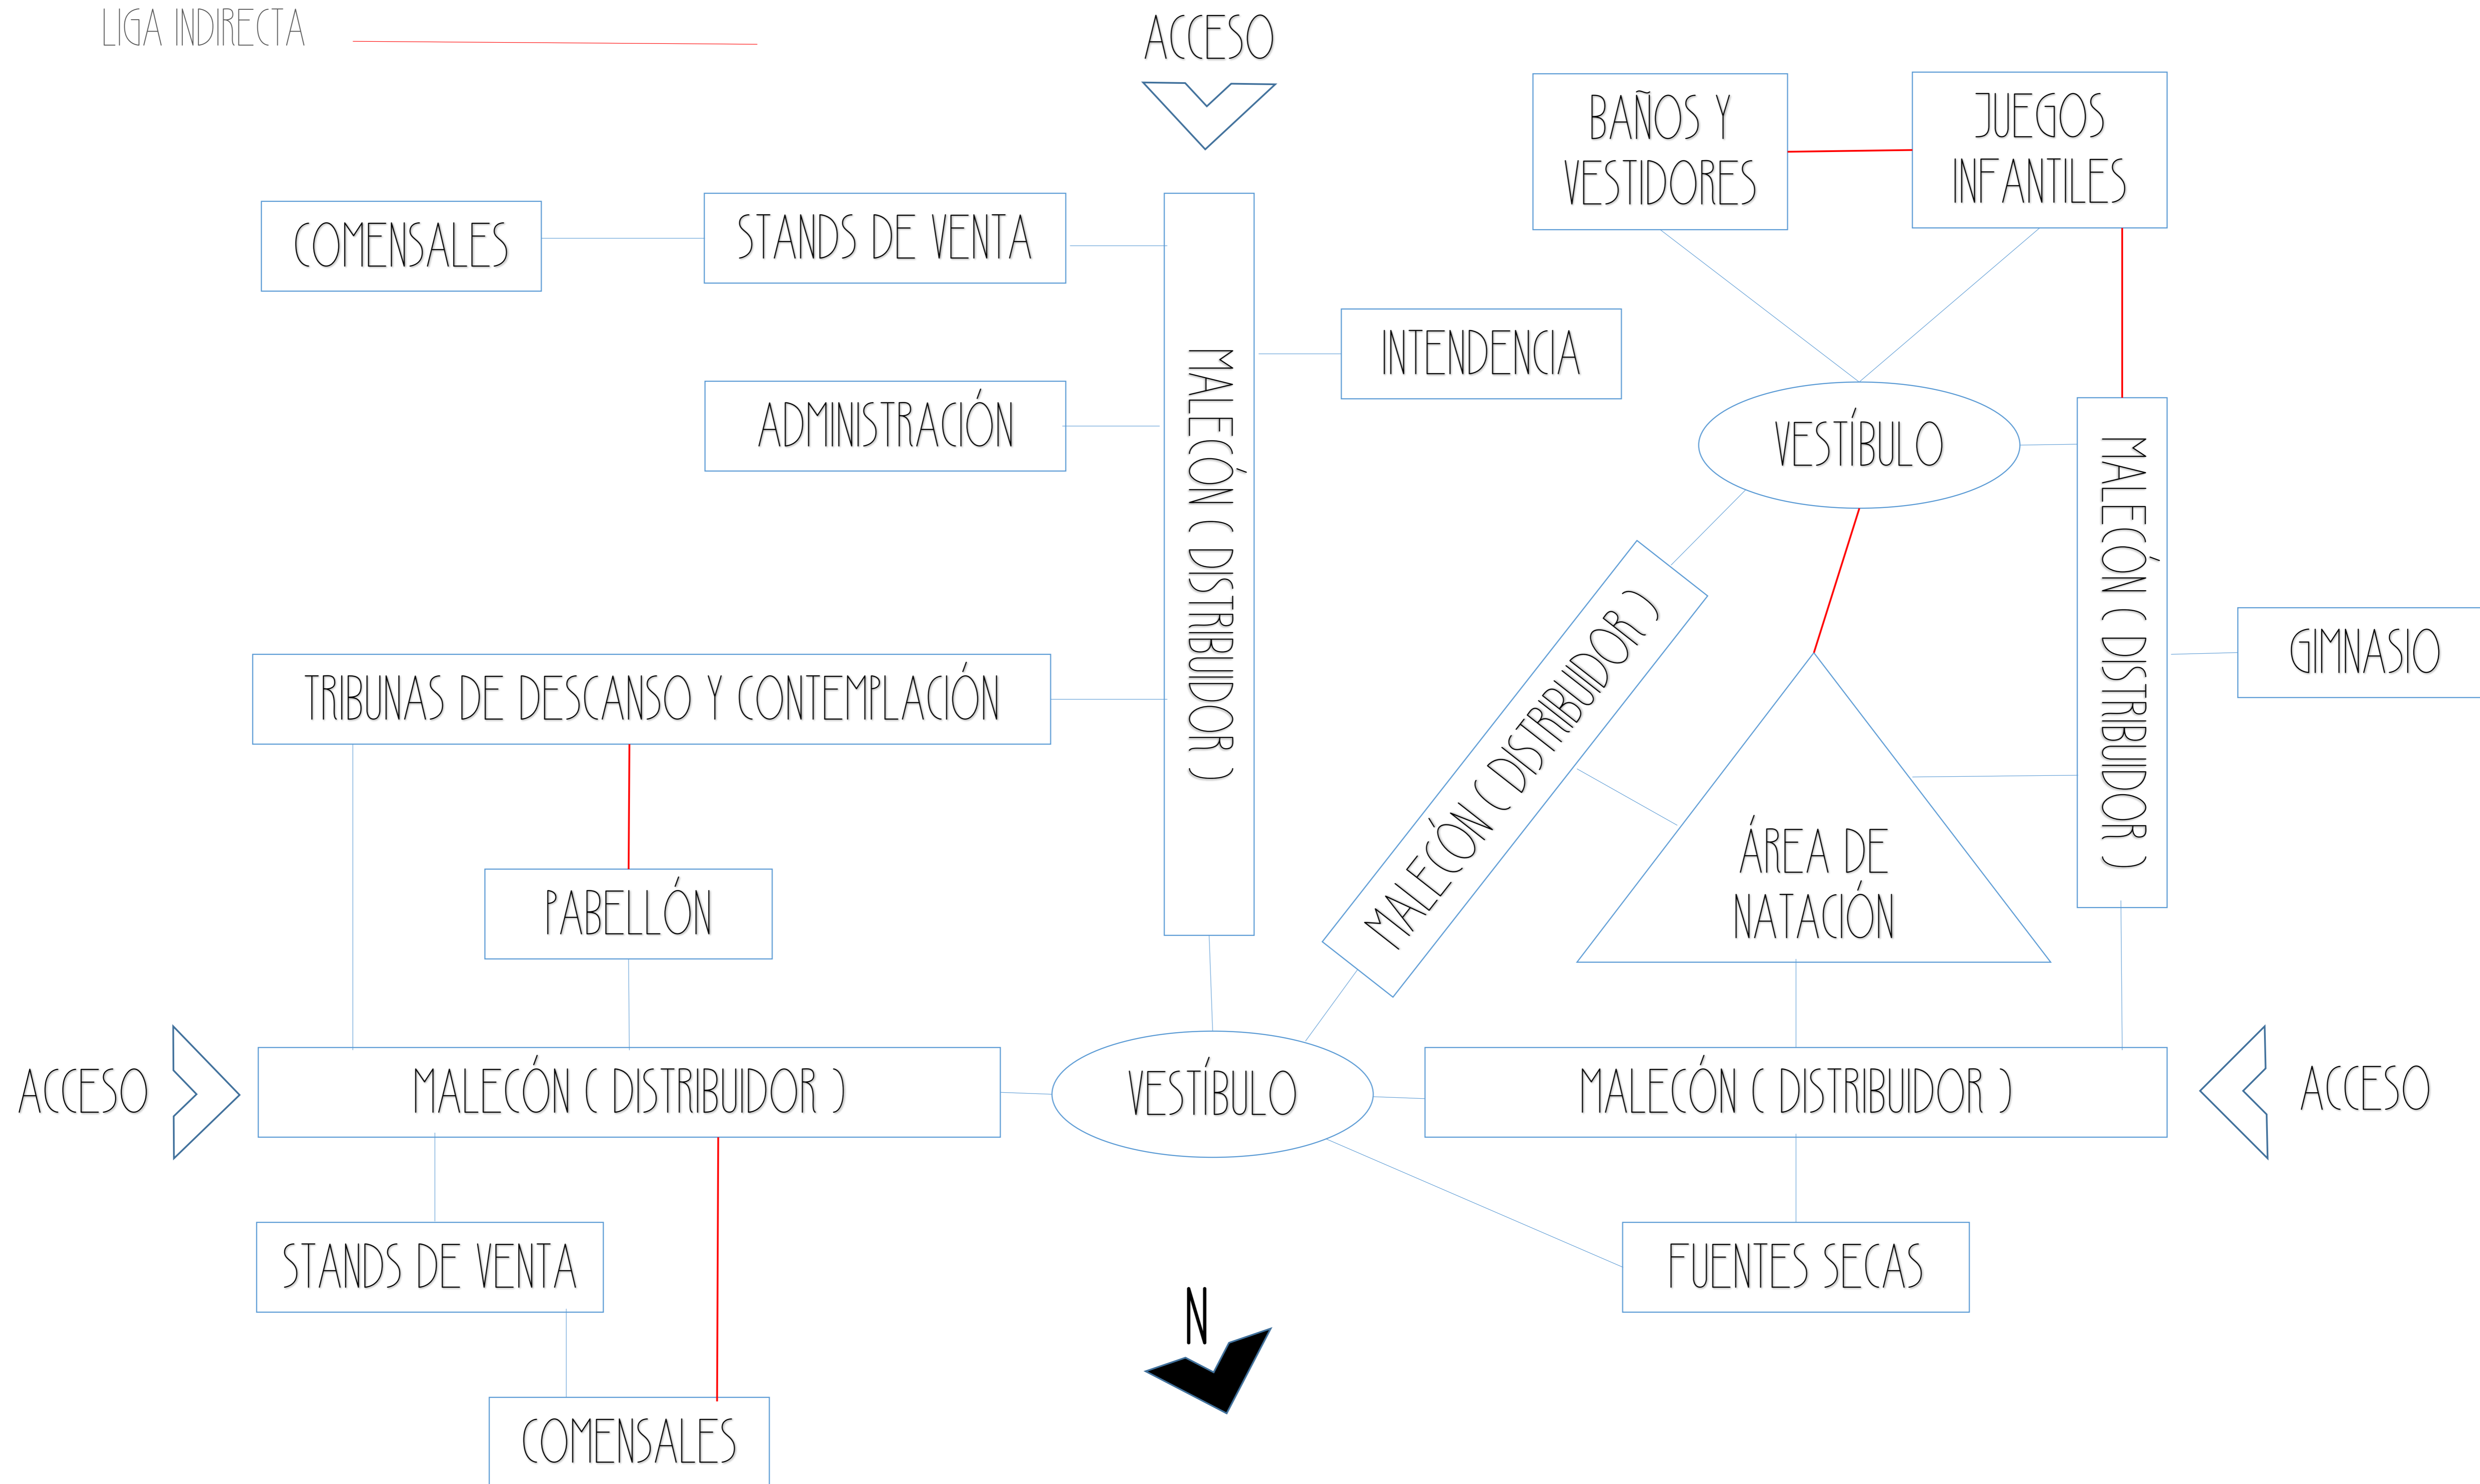 LIGA INDIRECTA
ACCESO
BAÑOS Y
VESTIDORES
JUEGOS
INFANTILES
COMENSALES
STANDS DE VENTA
INTENDENCIA
ADMINISTRACIÓN
MALECÓN ( DISTRIBUIDOR )
VESTÍBULO
MALECÓN ( DISTRIBUIDOR )
GIMNASIO
MALECÓN ( DISTRIBUIDOR )
TRIBUNAS DE DESCANSO Y CONTEMPLACIÓN
ÁREA DE
NATACIÓN
PABELLÓN
ACCESO
MALECÓN ( DISTRIBUIDOR )
VESTÍBULO
MALECÓN ( DISTRIBUIDOR )
ACCESO
STANDS DE VENTA
FUENTES SECAS
N
COMENSALES